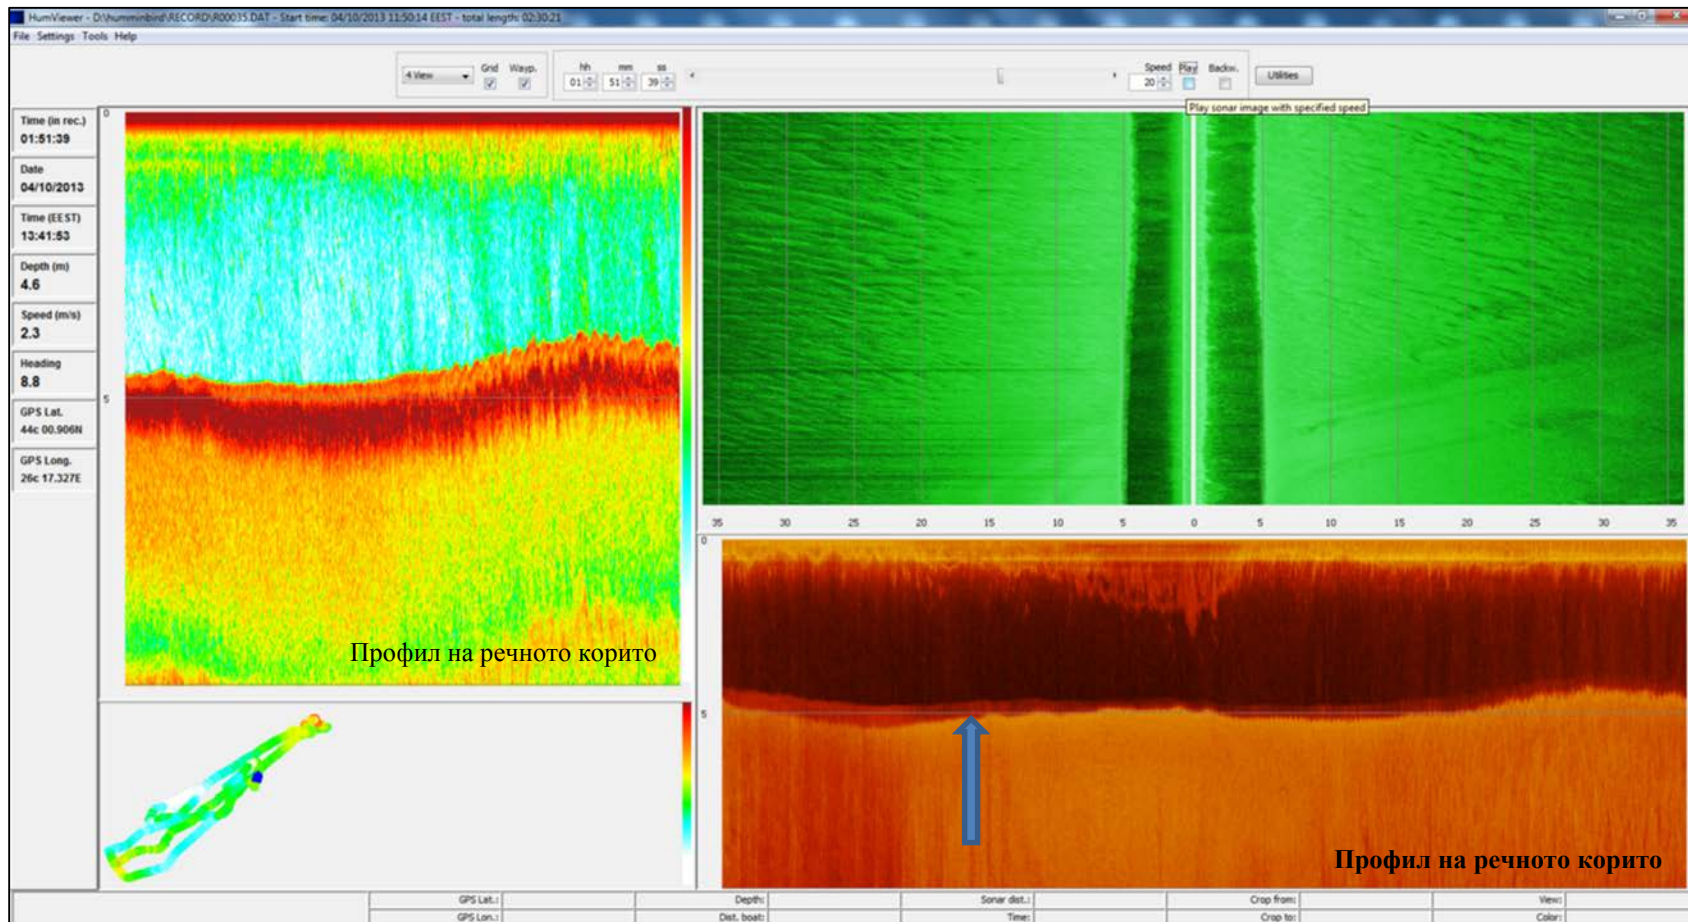 HumViewer - D:\humminbird\RECORD\R00035.DAT - Start time: 04/10/2013 11:50:14 EEST - total length: 02:30:21
File Settings Tools Help
4 View Grid Wayp. hh mm ss Speed Play Backw. Utilities
01 51 39 20
Play sonar image with specified speed
Time (in rec.)
01:51:39
Date
04/10/2013
Time (EEST)
13:41:53
Depth (m)
4.6
Speed (m/s)
2.3
Heading
8.8
GPS Lat.
44c 00.906N
GPS Long.
26c 17.327E
0
5
Профил на речното корито
35 30 25 20 15 10 5 0 5 10 15 20 25 30 35
0
5
Профил на речното корито
GPS Lat.: Depth: Sonar dist.: Crop from: View:
GPS Lon.: Dist. boat: Time: Crop to: Color: